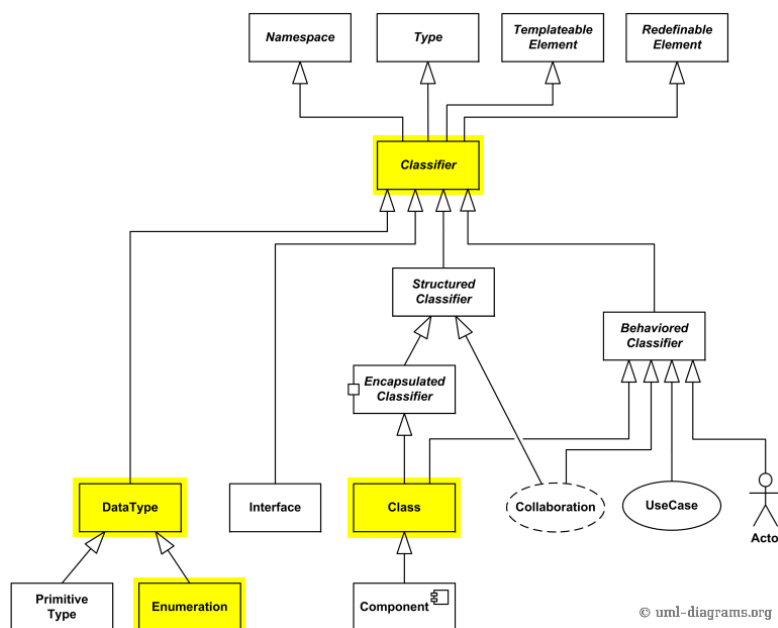 Namespace
Type
Templateable
Element
Redefinable
Element
Classifier
Structured
Classifier
Behaviored
Classifier
Encapsulated
Classifier
DataType
Interface
Class
Collaboration
UseCase
Acto
Primitive
Type
Enumeration
Component
© uml-diagrams.org